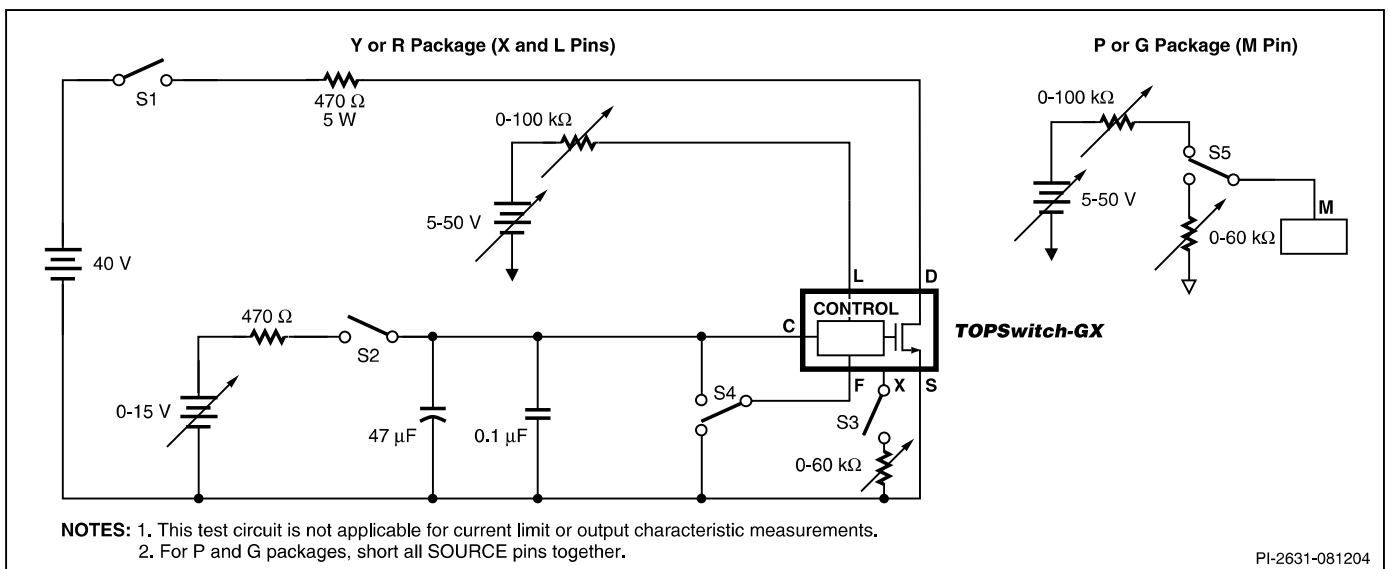 Y or R Package (X and L Pins)
P or G Package (M Pin)
S1
470 Ω
5 W
0-100 kΩ
5-50 V
40 V
0-100 kΩ
S5
5-50 V
M
0-60 kΩ
L
D
CONTROL
C
TOPSwitch-GX
F
X
S
470 Ω
S2
0-15 V
47 µF
0.1 µF
S4
S3
0-60 kΩ
NOTES: 1. This test circuit is not applicable for current limit or output characteristic measurements.
2. For P and G packages, short all SOURCE pins together.
PI-2631-081204